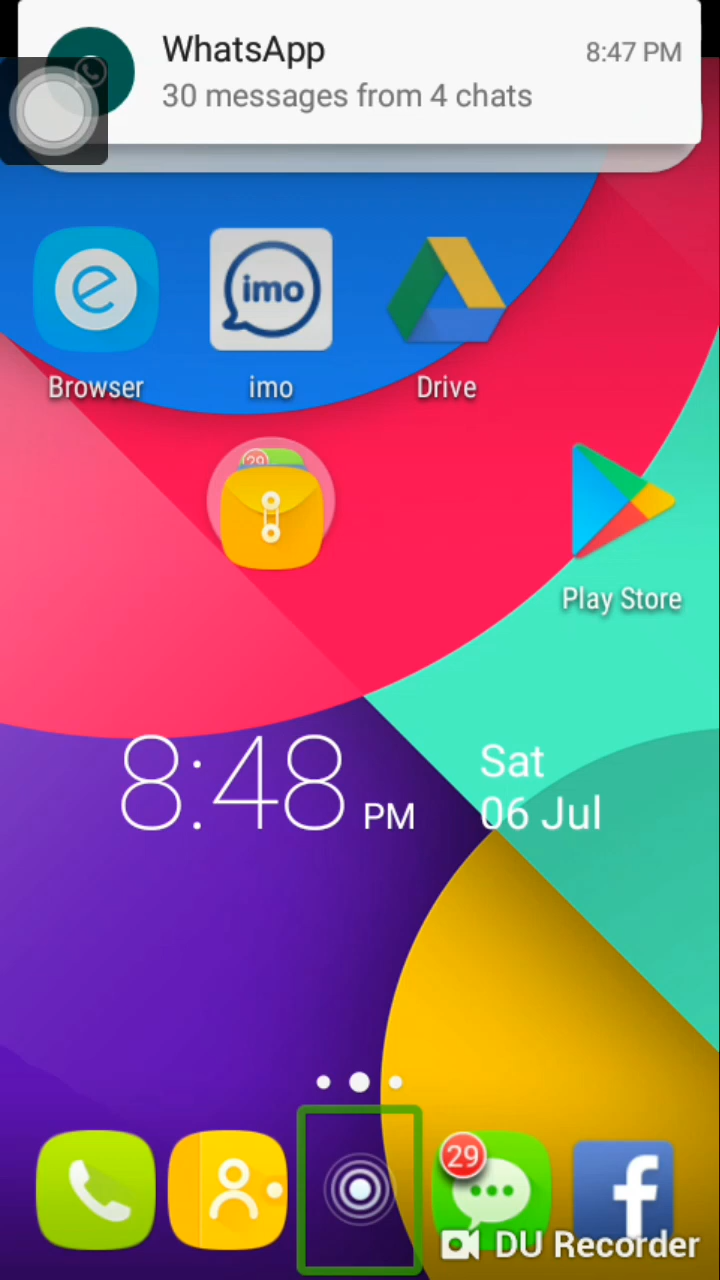 WhatsApp 8:47 PM
30 messages from 4 chats
imo
Browser imo Drive
29
Play Store
8:48 PM
Sat
06 Jul
29
DU Recorder